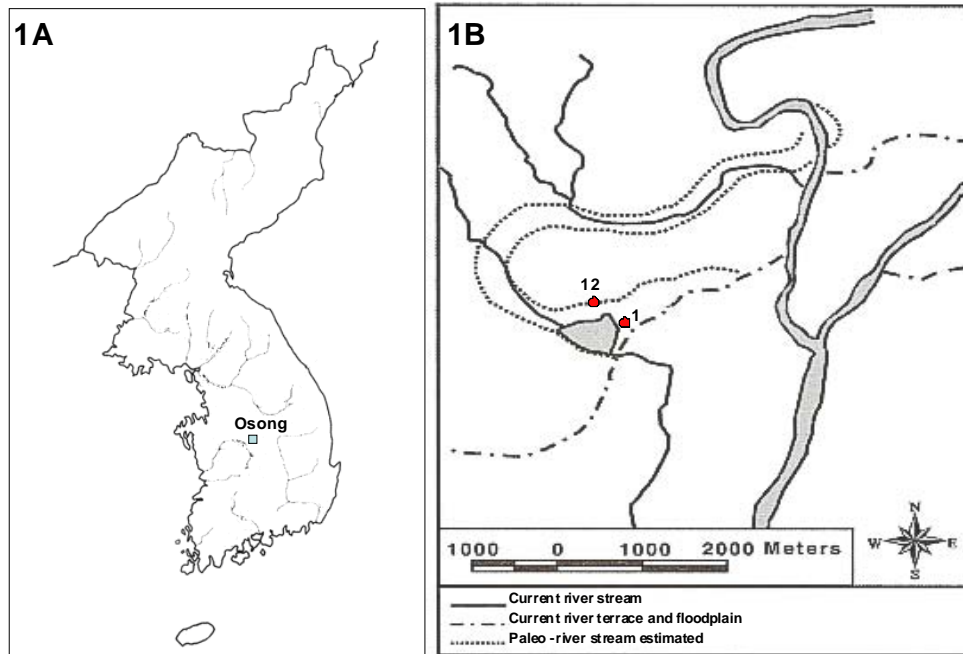 1A
Osong
1B
12
1
N
W E
S
1000 0 1000 2000 Meters
Current river stream
Current river terrace and floodplain
Paleo -river stream estimated